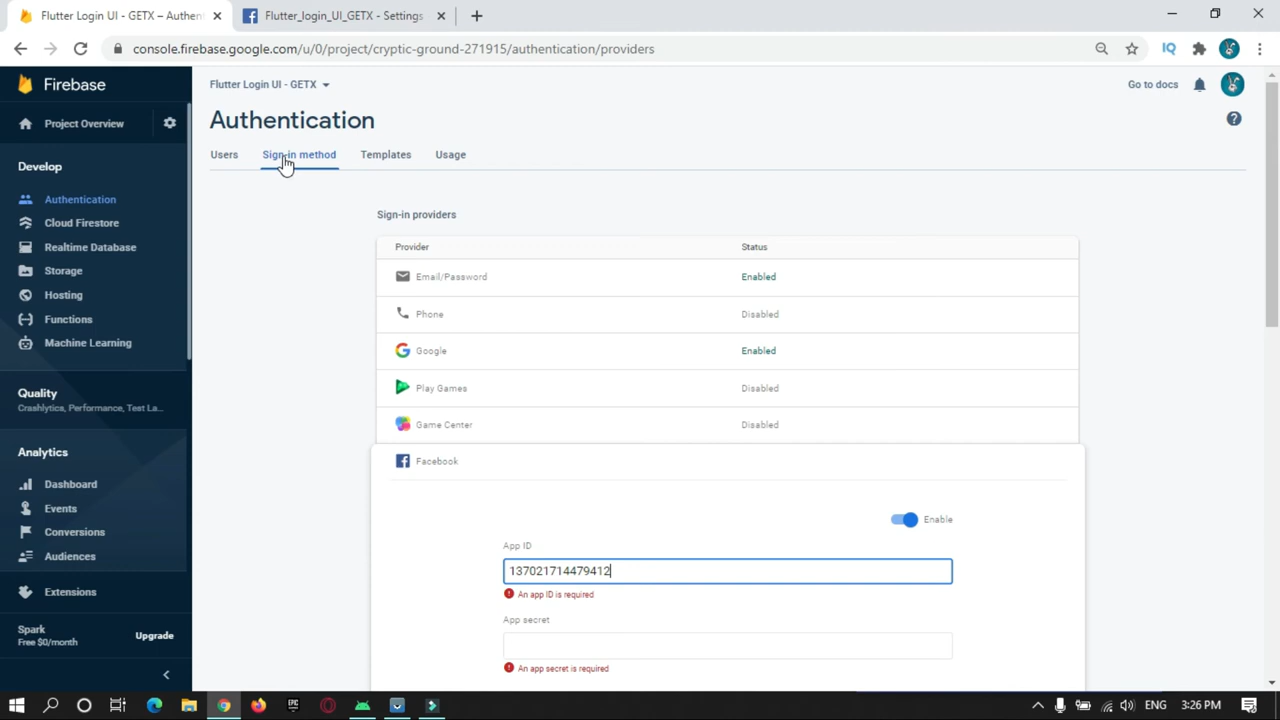 Flutter Login UI - GETX – Authen
Flutter_login_UI_GETX - Settings
console.firebase.google.com/u/0/project/cryptic-ground-271915/authentication/providers
IQ
Firebase
Flutter Login UI - GETX
Go to docs
Project Overview
Authentication
Users
Sign-in method
Templates
Usage
Develop
Authentication
Cloud Firestore
Realtime Database
Storage
Hosting
Functions
Machine Learning
Quality
Crashlytics, Performance, Test La...
Analytics
Dashboard
Events
Conversions
Audiences
Extensions
Spark
Free $0/month
Upgrade
Sign-in providers
Provider
Status
Email/Password
Enabled
Phone
Disabled
Google
Enabled
Play Games
Disabled
Game Center
Disabled
Facebook
Enable
App ID
137021714479412
An app ID is required
App secret
An app secret is required
EPIC
ENG
3:26 PM